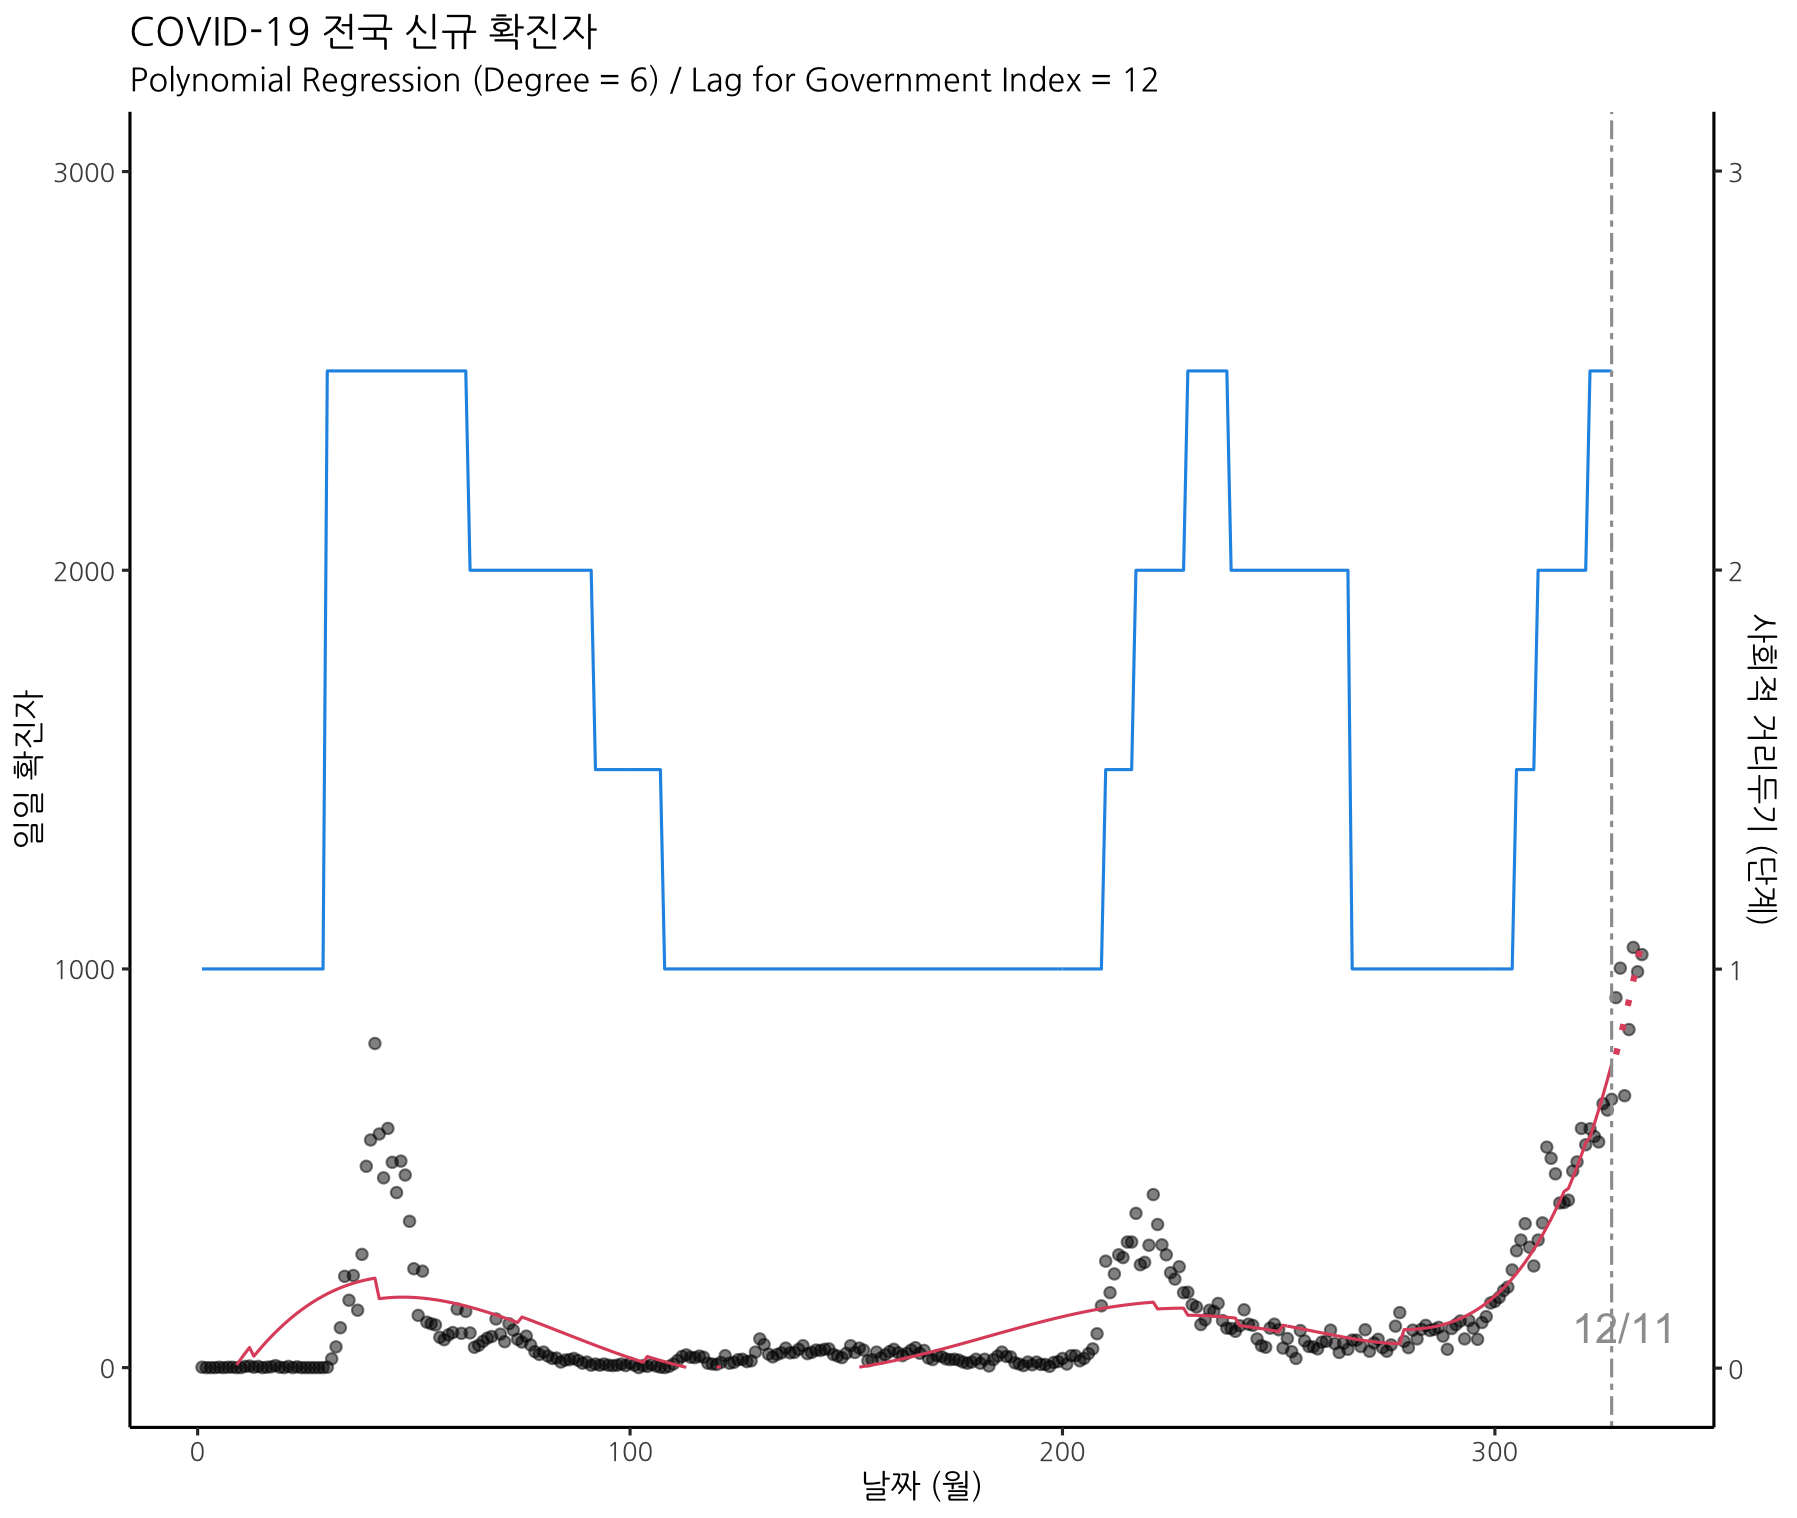 COVID-19 전국 신규 확진자
Polynomial Regression (Degree = 6) / Lag for Government Index = 12
3000
2000
1000
0
일일 확진자
3
2
1
0
사회적 거리두기 (단계)
12/11
0
100
200
300
날짜 (월)